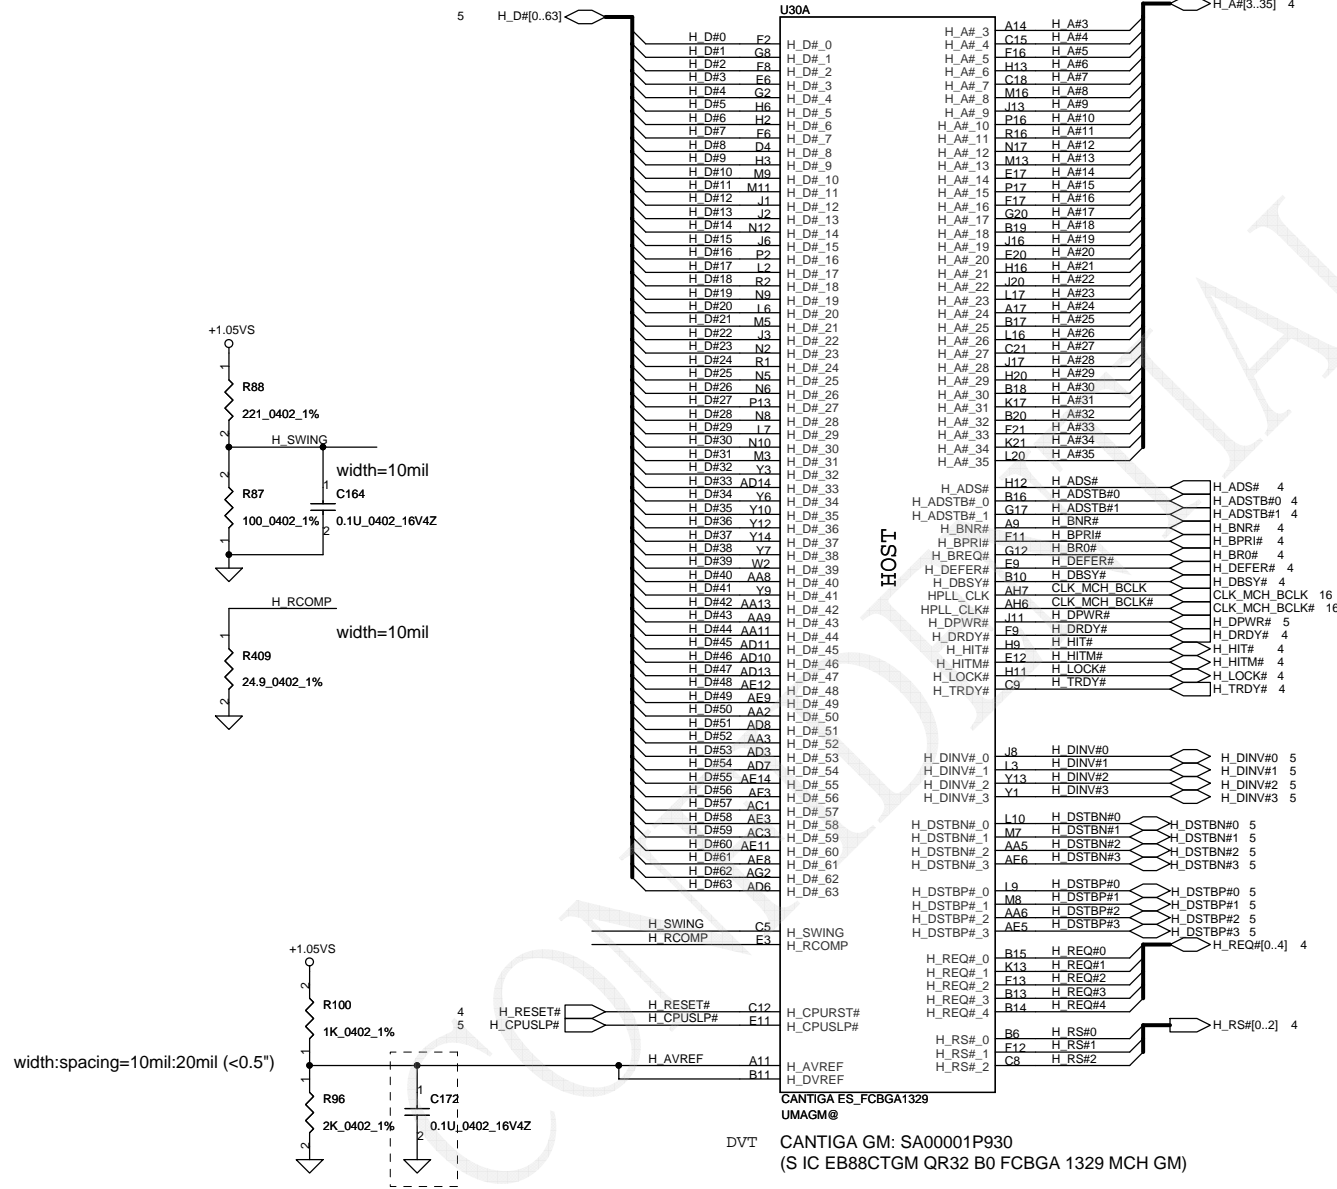 5 H_D#[0..63]
U30A
H_A#[3..35] 4
H_D#0 F2 H_D#_0
H_D#1 G8 H_D#_1
H_D#2 F8 H_D#_2
H_D#3 E6 H_D#_3
H_D#4 G2 H_D#_4
H_D#5 H6 H_D#_5
H_D#6 H2 H_D#_6
H_D#7 F6 H_D#_7
H_D#8 D4 H_D#_8
H_D#9 H3 H_D#_9
H_D#10 M9 H_D#_10
H_D#11 M11 H_D#_11
H_D#12 J1 H_D#_12
H_D#13 J2 H_D#_13
H_D#14 N12 H_D#_14
H_D#15 J6 H_D#_15
H_D#16 P2 H_D#_16
H_D#17 L2 H_D#_17
H_D#18 R2 H_D#_18
H_D#19 N9 H_D#_19
H_D#20 L6 H_D#_20
H_D#21 M5 H_D#_21
H_D#22 J3 H_D#_22
H_D#23 N2 H_D#_23
H_D#24 R1 H_D#_24
H_D#25 N5 H_D#_25
H_D#26 N6 H_D#_26
H_D#27 P13 H_D#_27
H_D#28 N8 H_D#_28
H_D#29 L7 H_D#_29
H_D#30 N10 H_D#_30
H_D#31 M3 H_D#_31
H_D#32 Y3 H_D#_32
H_D#33 AD14 H_D#_33
H_D#34 Y6 H_D#_34
H_D#35 Y10 H_D#_35
H_D#36 Y12 H_D#_36
H_D#37 Y14 H_D#_37
H_D#38 Y7 H_D#_38
H_D#39 W2 H_D#_39
H_D#40 AA8 H_D#_40
H_D#41 Y9 H_D#_41
H_D#42 AA13 H_D#_42
H_D#43 AA9 H_D#_43
H_D#44 AA11 H_D#_44
H_D#45 AD11 H_D#_45
H_D#46 AD10 H_D#_46
H_D#47 AD13 H_D#_47
H_D#48 AE12 H_D#_48
H_D#49 AE9 H_D#_49
H_D#50 AA2 H_D#_50
H_D#51 AD8 H_D#_51
H_D#52 AA3 H_D#_52
H_D#53 AD3 H_D#_53
H_D#54 AD7 H_D#_54
H_D#55 AE14 H_D#_55
H_D#56 AF3 H_D#_56
H_D#57 AC1 H_D#_57
H_D#58 AE3 H_D#_58
H_D#59 AC3 H_D#_59
H_D#60 AE11 H_D#_60
H_D#61 AE8 H_D#_61
H_D#62 AG2 H_D#_62
H_D#63 AD6 H_D#_63
H_SWING C5 H_SWING
H_RCOMP E3 H_RCOMP
4 H_RESET# H_RESET# C12 H_CPURST#
5 H_CPUSLP# H_CPUSLP# E11 H_CPUSLP#
H_AVREF A11 H_AVREF
B11 H_DVREF
HOST
H_A#_3 A14 H_A#3
H_A#_4 C15 H_A#4
H_A#_5 F16 H_A#5
H_A#_6 H13 H_A#6
H_A#_7 C18 H_A#7
H_A#_8 M16 H_A#8
H_A#_9 J13 H_A#9
H_A#_10 P16 H_A#10
H_A#_11 R16 H_A#11
H_A#_12 N17 H_A#12
H_A#_13 M13 H_A#13
H_A#_14 E17 H_A#14
H_A#_15 P17 H_A#15
H_A#_16 F17 H_A#16
H_A#_17 G20 H_A#17
H_A#_18 B19 H_A#18
H_A#_19 J16 H_A#19
H_A#_20 E20 H_A#20
H_A#_21 H16 H_A#21
H_A#_22 J20 H_A#22
H_A#_23 L17 H_A#23
H_A#_24 A17 H_A#24
H_A#_25 B17 H_A#25
H_A#_26 L16 H_A#26
H_A#_27 C21 H_A#27
H_A#_28 J17 H_A#28
H_A#_29 H20 H_A#29
H_A#_30 B18 H_A#30
H_A#_31 K17 H_A#31
H_A#_32 B20 H_A#32
H_A#_33 F21 H_A#33
H_A#_34 K21 H_A#34
H_A#_35 L20 H_A#35
H_ADS# H12 H_ADS# H_ADS# 4
H_ADSTB#_0 B16 H_ADSTB#0 H_ADSTB#0 4
H_ADSTB#_1 G17 H_ADSTB#1 H_ADSTB#1 4
H_BNR# A9 H_BNR# H_BNR# 4
H_BPRI# F11 H_BPRI# H_BPRI# 4
H_BREQ# G12 H_BR0# H_BR0# 4
H_DEFER# E9 H_DEFER# H_DEFER# 4
H_DBSY# B10 H_DBSY# H_DBSY# 4
HPLL_CLK AH7 CLK_MCH_BCLK CLK_MCH_BCLK 16
HPLL_CLK# AH6 CLK_MCH_BCLK# CLK_MCH_BCLK# 16
H_DPWR# J11 H_DPWR# H_DPWR# 5
H_DRDY# F9 H_DRDY# H_DRDY# 4
H_HIT# H9 H_HIT# H_HIT# 4
H_HITM# E12 H_HITM# H_HITM# 4
H_LOCK# H11 H_LOCK# H_LOCK# 4
H_TRDY# C9 H_TRDY# H_TRDY# 4
H_DINV#_0 J8 H_DINV#0 H_DINV#0 5
H_DINV#_1 L3 H_DINV#1 H_DINV#1 5
H_DINV#_2 Y13 H_DINV#2 H_DINV#2 5
H_DINV#_3 Y1 H_DINV#3 H_DINV#3 5
H_DSTBN#_0 L10 H_DSTBN#0 H_DSTBN#0 5
H_DSTBN#_1 M7 H_DSTBN#1 H_DSTBN#1 5
H_DSTBN#_2 AA5 H_DSTBN#2 H_DSTBN#2 5
H_DSTBN#_3 AE6 H_DSTBN#3 H_DSTBN#3 5
H_DSTBP#_0 L9 H_DSTBP#0 H_DSTBP#0 5
H_DSTBP#_1 M8 H_DSTBP#1 H_DSTBP#1 5
H_DSTBP#_2 AA6 H_DSTBP#2 H_DSTBP#2 5
H_DSTBP#_3 AE5 H_DSTBP#3 H_DSTBP#3 5
H_REQ#[0..4] 4
H_REQ#_0 B15 H_REQ#0
H_REQ#_1 K13 H_REQ#1
H_REQ#_2 F13 H_REQ#2
H_REQ#_3 B13 H_REQ#3
H_REQ#_4 B14 H_REQ#4
H_RS#[0..2] 4
H_RS#_0 B6 H_RS#0
H_RS#_1 F12 H_RS#1
H_RS#_2 C8 H_RS#2
CANTIGA ES_FCBGA1329
UMAGM@
DVT CANTIGA GM: SA00001P930
(S IC EB88CTGM QR32 B0 FCBGA 1329 MCH GM)
+1.05VS
1
R88
221_0402_1%
2
H_SWING
width=10mil
2
R87
100_0402_1%
1
1
C164
0.1U_0402_16V4Z
2
H_RCOMP
width=10mil
1
R409
24.9_0402_1%
2
+1.05VS
2
R100
1K_0402_1%
1
width:spacing=10mil:20mil (<0.5")
1
R96
2K_0402_1%
2
1
C172
0.1U_0402_16V4Z
2
CONFIDENTIAL